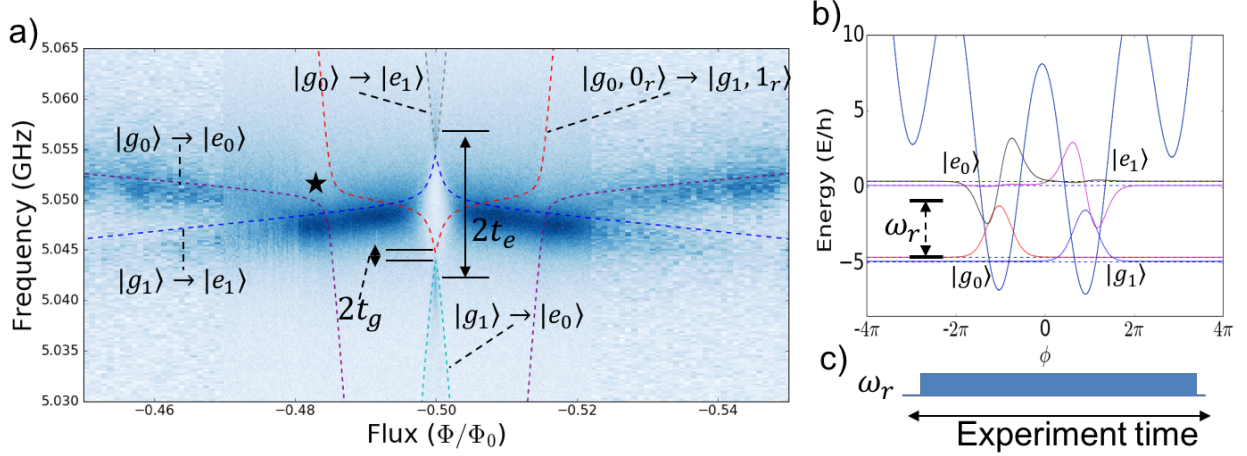 a)
5.065
5.060
5.055
5.050
5.045
5.040
5.035
5.030
Frequency (GHz)
−0.46
−0.48
−0.50
−0.52
−0.54
Flux (Φ/Φ₀)
|g₀⟩ → |e₁⟩
|g₀, 0ᵣ⟩ → |g₁, 1ᵣ⟩
|g₀⟩ → |e₀⟩
★
|g₁⟩ → |e₁⟩
2tₑ
2t_g
|g₁⟩ → |e₀⟩
b)
10
5
0
−5
Energy (E/h)
−4π
−2π
0
2π
4π
ϕ
|e₀⟩
|e₁⟩
ωᵣ
|g₀⟩
|g₁⟩
c)
ωᵣ
Experiment time